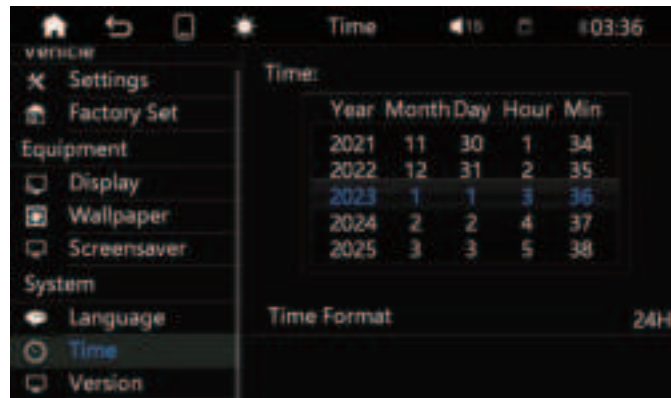 Time 15 03:36
Vehicle
Settings
Factory Set
Equipment
Display
Wallpaper
Screensaver
System
Language
Time
Version
Time:
Year Month Day Hour Min
2021 11 30 1 34
2022 12 31 2 35
2023 1 1 3 36
2024 2 2 4 37
2025 3 3 5 38
Time Format 24H